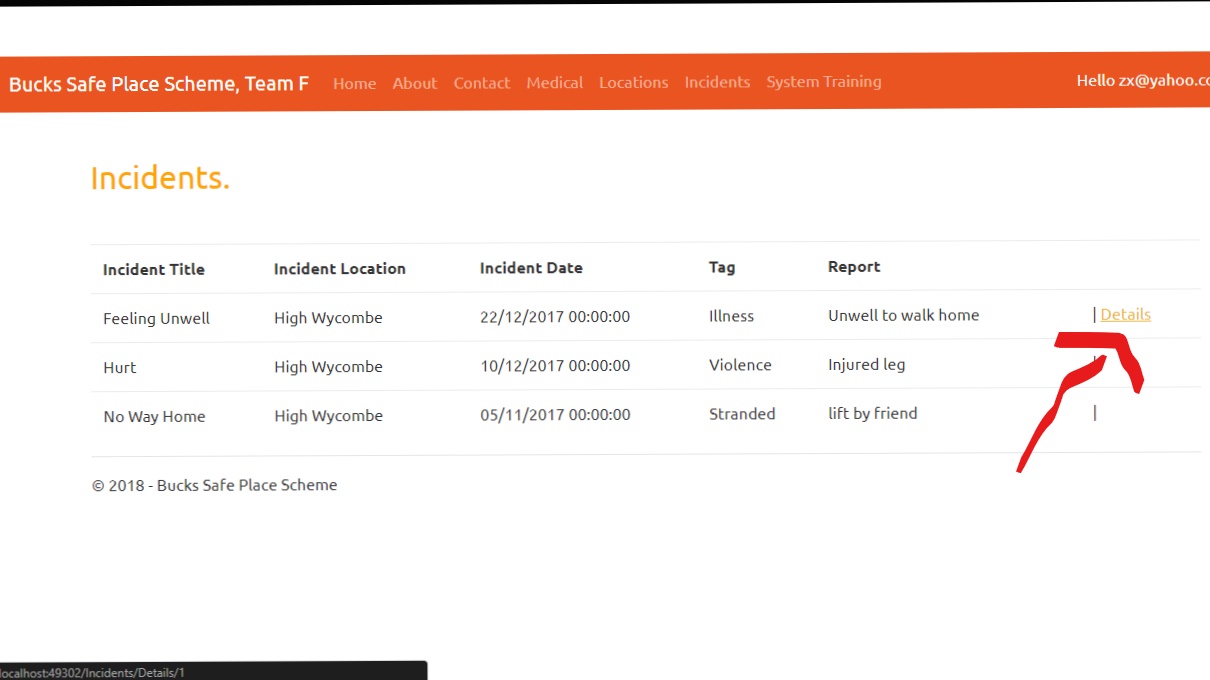 Bucks Safe Place Scheme, Team F Home About Contact Medical Locations Incidents System Training Hello zx@yahoo.co
Incidents.
Incident Title Incident Location Incident Date Tag Report
Feeling Unwell High Wycombe 22/12/2017 00:00:00 Illness Unwell to walk home | Details
Hurt High Wycombe 10/12/2017 00:00:00 Violence Injured leg |
No Way Home High Wycombe 05/11/2017 00:00:00 Stranded lift by friend |
© 2018 - Bucks Safe Place Scheme
localhost:49302/Incidents/Details/1